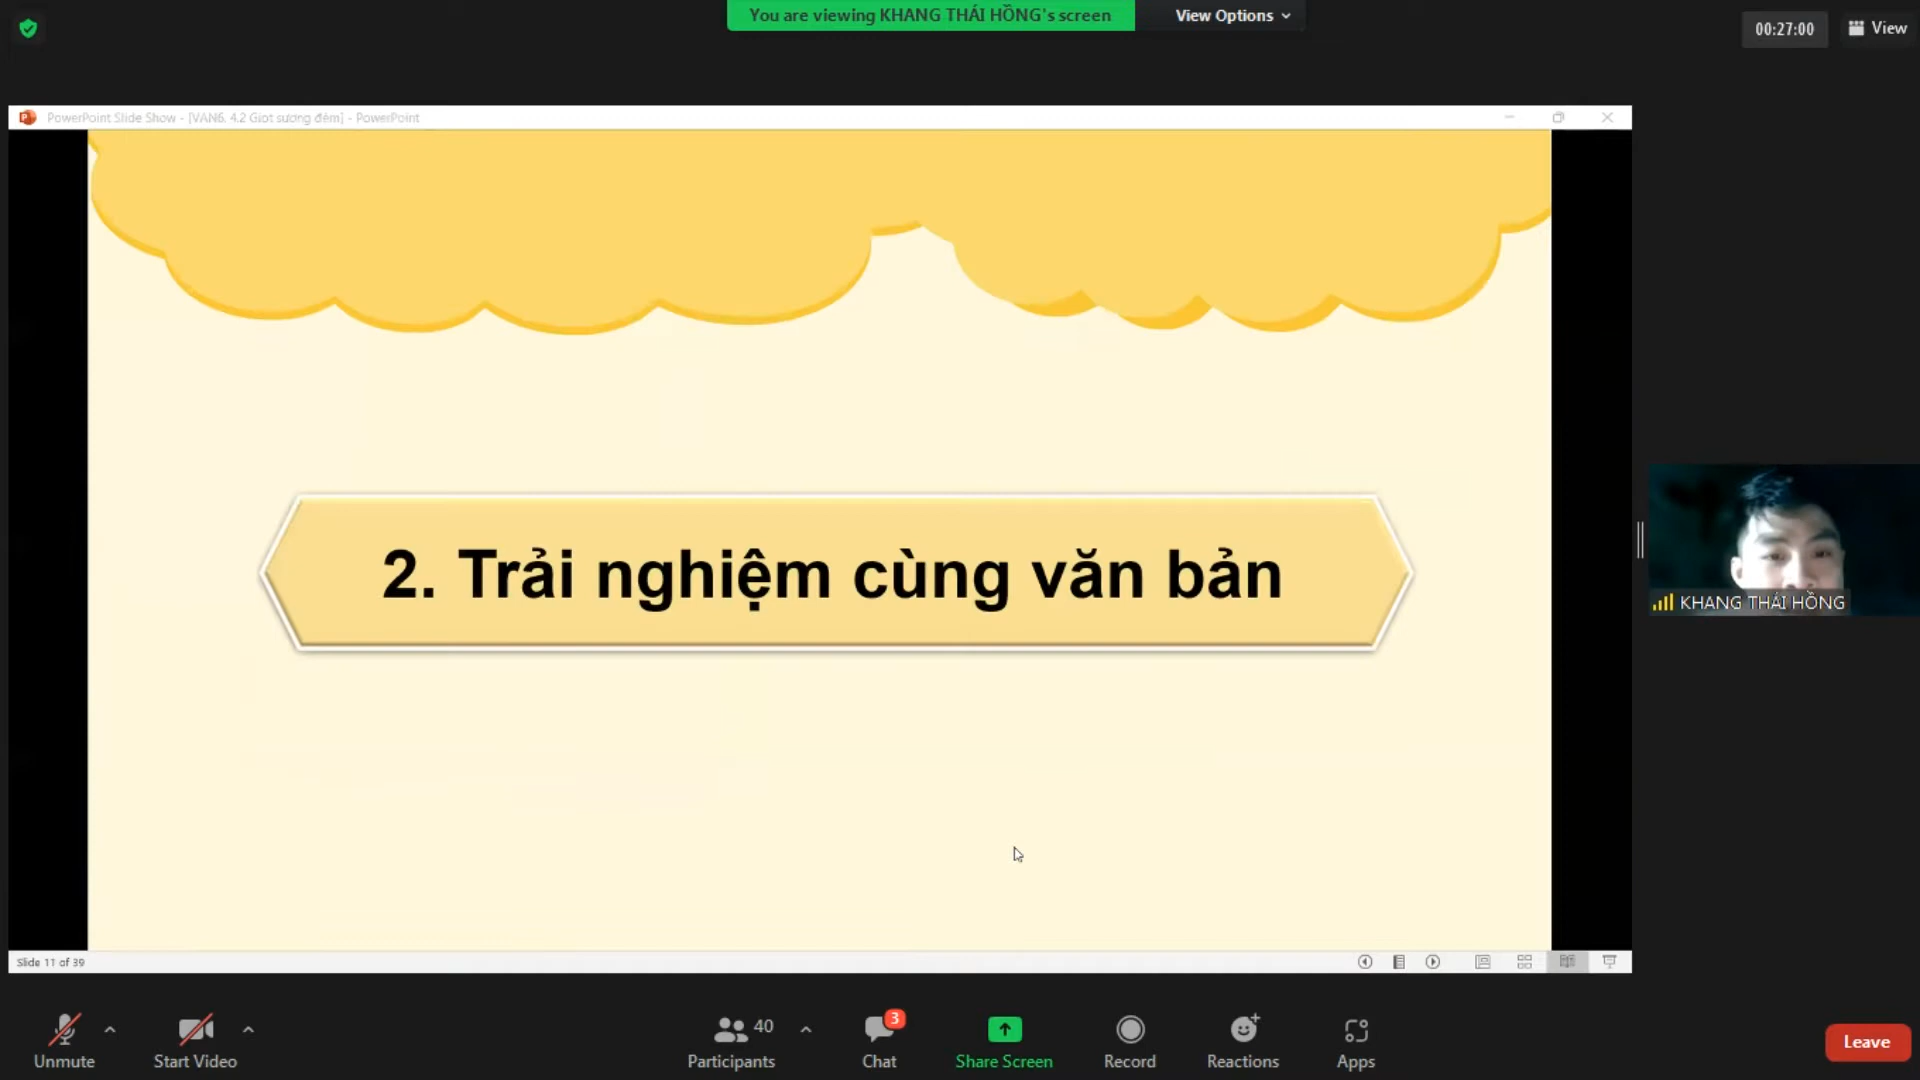 You are viewing KHANG THÁI HỒNG's screen
View Options
00:27:00
View
PowerPoint Slide Show - [VAN6. 4.2 Giọt sương đêm] - PowerPoint
2. Trải nghiệm cùng văn bản
KHANG THÁI HỒNG
Slide 11 of 39
Unmute
Start Video
40
Participants
3
Chat
Share Screen
Record
Reactions
Apps
Leave